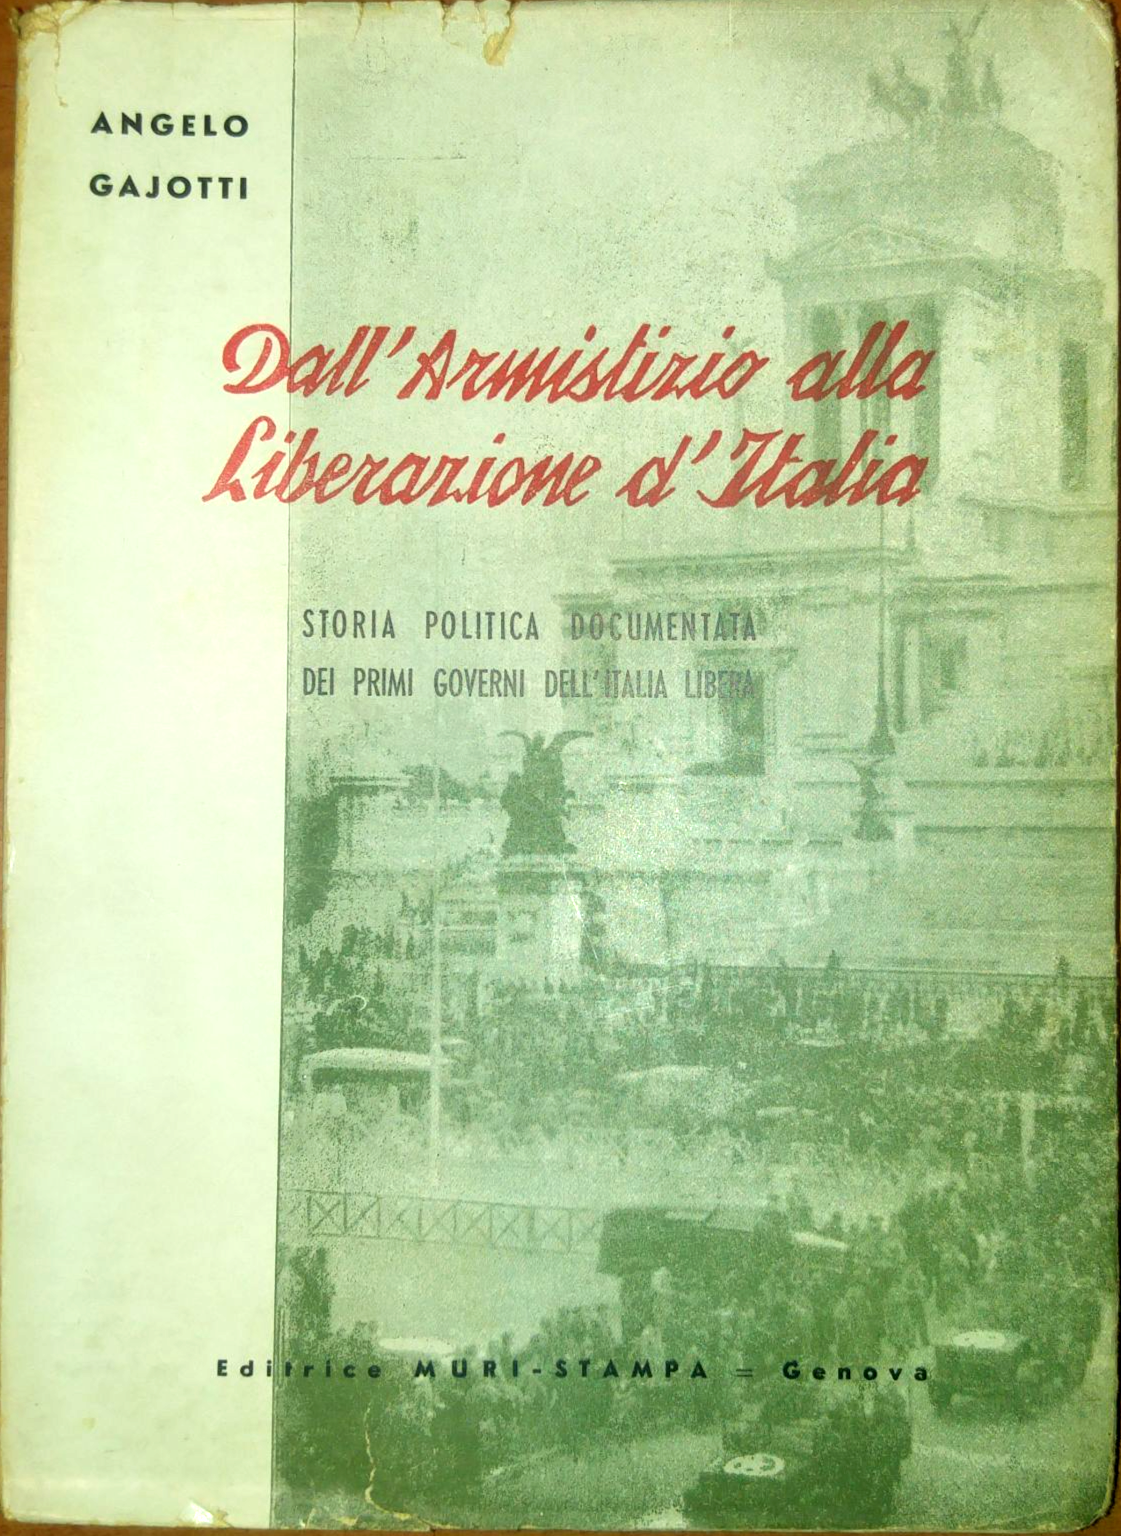 ANGELO
GAJOTTI
Dall'Armistizio alla
Liberazione d'Italia
STORIA POLITICA DOCUMENTATA
DEI PRIMI GOVERNI DELL'ITALIA LIBERA
Editrice MURI-STAMPA = Genova